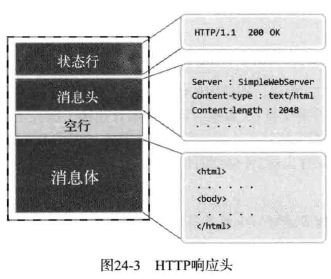 状态行
HTTP/1.1 200 OK
消息头
Server : SimpleWebServer
Content-type : text/html
Content-length : 2048
. . . . . .
空行
消息体
<html>
. . . . . .
<body>
. . . . . .
</html>
图24-3 HTTP响应头